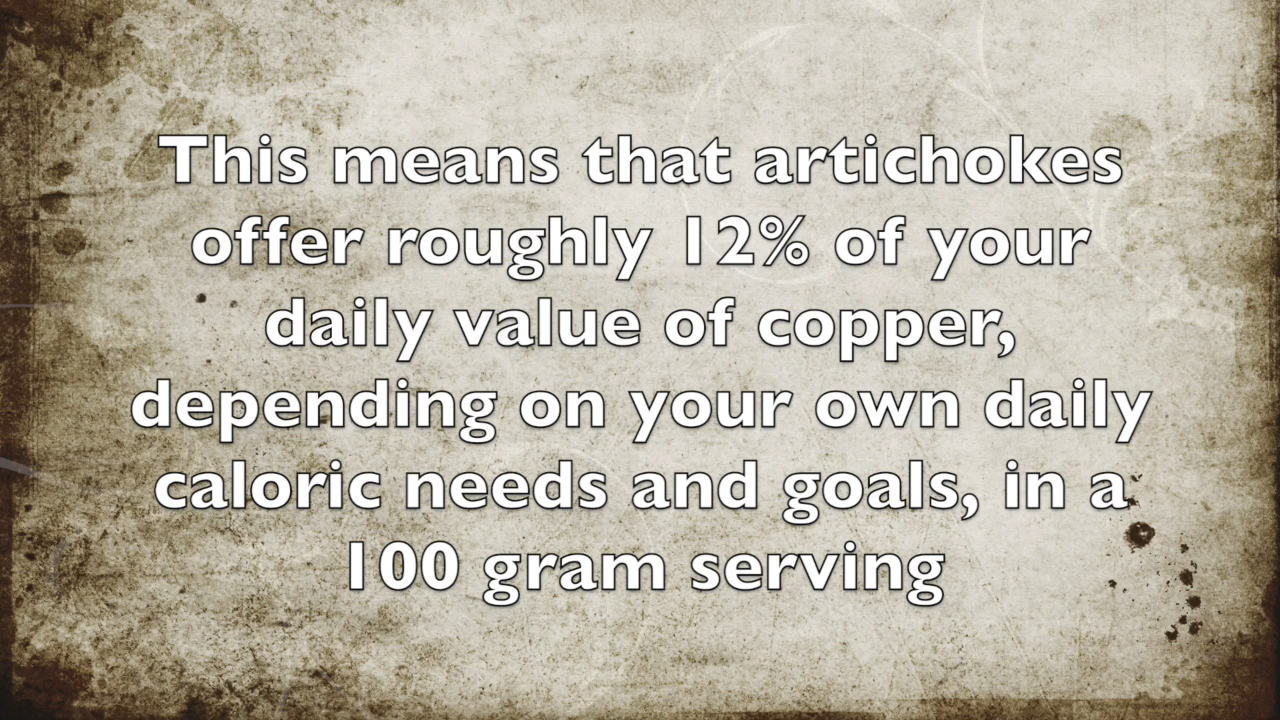 This means that artichokes
offer roughly 12% of your
daily value of copper,
depending on your own daily
caloric needs and goals, in a
100 gram serving